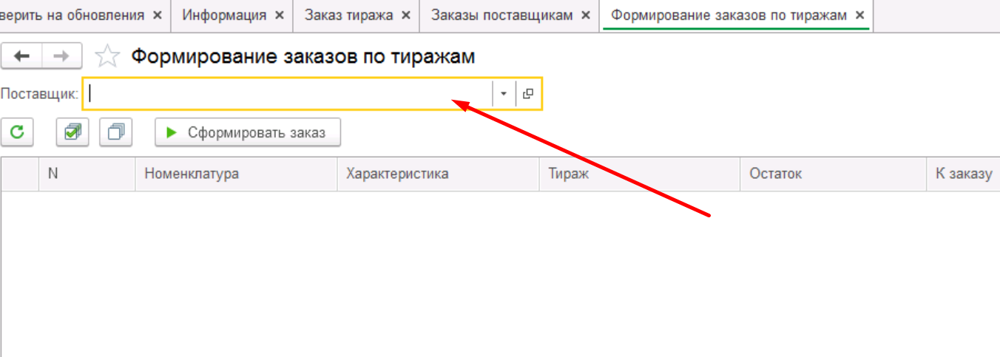 верить на обновления × Информация × Заказ тиража × Заказы поставщикам × Формирование заказов по тиражам ×
Формирование заказов по тиражам
Поставщик:
Сформировать заказ
N Номенклатура Характеристика Тираж Остаток К заказу